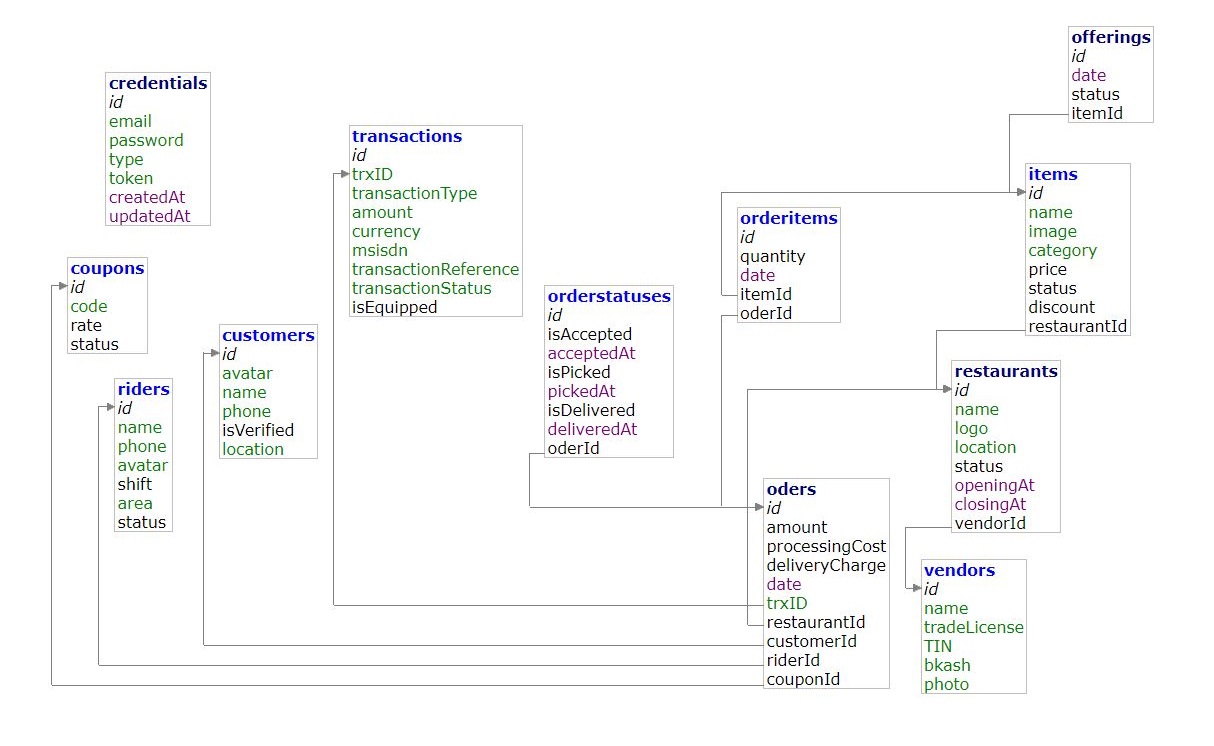 offerings
id
date
status
itemId
credentials
id
email
password
type
token
createdAt
updatedAt
transactions
id
trxID
transactionType
amount
currency
msisdn
transactionReference
transactionStatus
isEquipped
items
id
name
image
category
price
status
discount
restaurantId
orderitems
id
quantity
date
itemId
oderId
coupons
id
code
rate
status
orderstatuses
id
isAccepted
acceptedAt
isPicked
pickedAt
isDelivered
deliveredAt
oderId
customers
id
avatar
name
phone
isVerified
location
restaurants
id
name
logo
location
status
openingAt
closingAt
vendorId
riders
id
name
phone
avatar
shift
area
status
oders
id
amount
processingCost
deliveryCharge
date
trxID
restaurantId
customerId
riderId
couponId
vendors
id
name
tradeLicense
TIN
bkash
photo